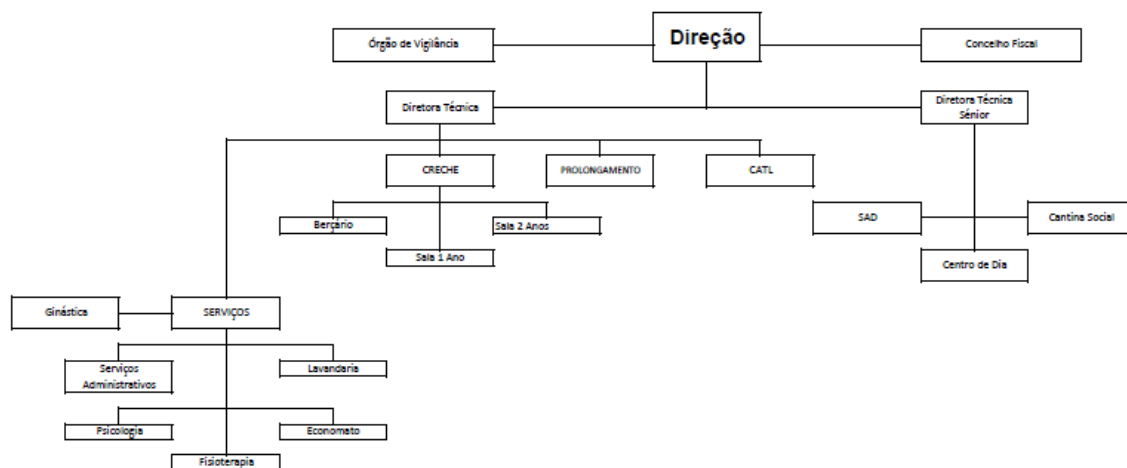 Direção
Órgão de Vigilância
Concelho Fiscal
Diretora Técnica
Diretora Técnica
Sénior
CRECHE
PROLONGAMENTO
CATL
Berçário
Sala 2 Anos
SAD
Cantina Social
Sala 1 Ano
Centro de Dia
Ginástica
SERVIÇOS
Serviços
Administrativos
Lavandaria
Psicologia
Economato
Fisioterapia